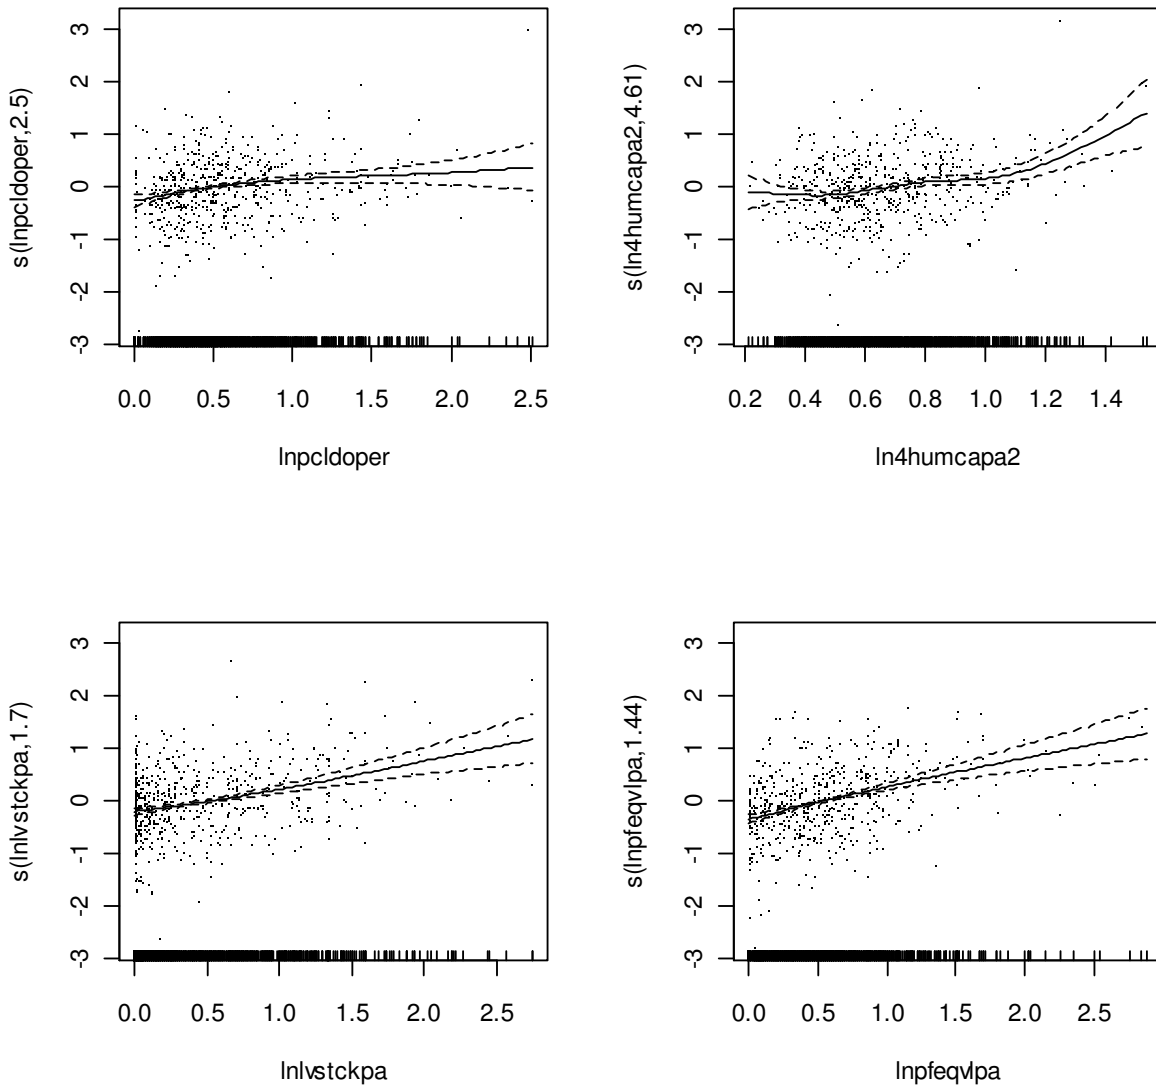 s(lnpcldoper,2.5)
3
2
1
0
-1
-2
-3
0.0 0.5 1.0 1.5 2.0 2.5
lnpcldoper
s(ln4humcapa2,4.61)
3
2
1
0
-1
-2
-3
0.2 0.4 0.6 0.8 1.0 1.2 1.4
ln4humcapa2
s(lnlvstckpa,1.7)
3
2
1
0
-1
-2
-3
0.0 0.5 1.0 1.5 2.0 2.5
lnlvstckpa
s(lnpfeqvlpa,1.44)
3
2
1
0
-1
-2
-3
0.0 0.5 1.0 1.5 2.0 2.5
lnpfeqvlpa